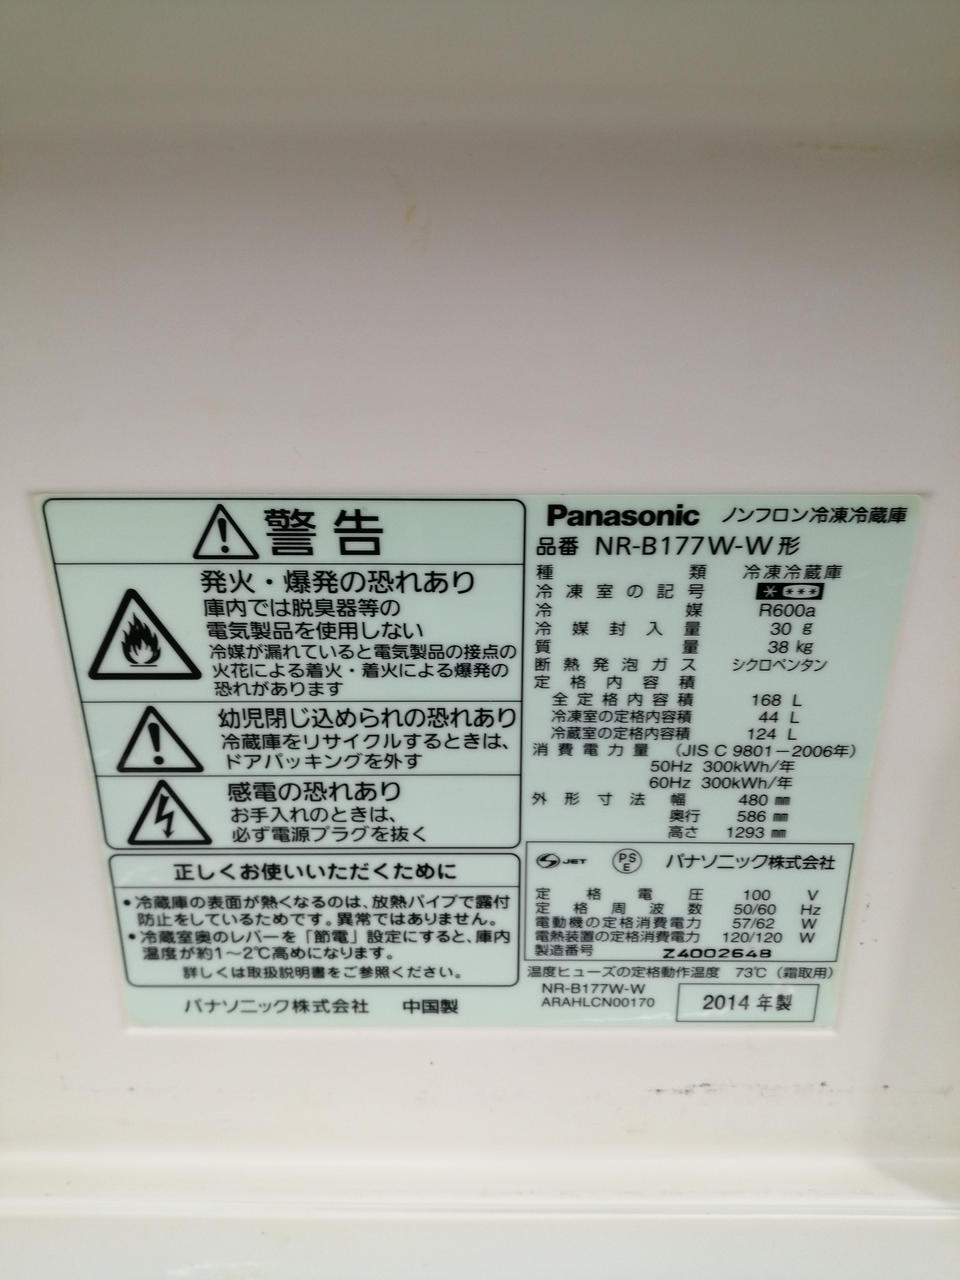 警告
発火・爆発の恐れあり
庫内では脱臭器等の
電気製品を使用しない
冷媒が漏れていると電気製品の接点の
火花による着火・着火による爆発の
恐れがあります
幼児閉じ込められの恐れあり
冷蔵庫をリサイクルするときは、
ドアパッキングを外す
感電の恐れあり
お手入れのときは、
必ず電源プラグを抜く
正しくお使いいただくために
・冷蔵庫の表面が熱くなるのは、放熱パイプで露付
防止をしているためです。異常ではありません。
・冷蔵室奥のレバーを「節電」設定にすると、庫内
温度が約1〜2℃高めになります。
詳しくは取扱説明書をご参照ください。
パナソニック株式会社 中国製
Panasonic ノンフロン冷凍冷蔵庫
品番 NR-B177W-W形
種類 冷凍冷蔵庫
冷凍室の記号 * ***
冷媒 R600a
冷媒封入量 30 g
質量 38 kg
断熱発泡ガス シクロペンタン
定格内容積
全定格内容積 168 L
冷凍室の定格内容積 44 L
冷蔵室の定格内容積 124 L
消費電力量 (JIS C 9801-2006年)
50Hz 300kWh/年
60Hz 300kWh/年
外形寸法 幅 480 mm
奥行 586 mm
高さ 1293 mm
S JET PS E パナソニック株式会社
定格電圧 100 V
定格周波数 50/60 Hz
電動機の定格消費電力 57/62 W
電熱装置の定格消費電力 120/120 W
製造番号 Z4002648
温度ヒューズの定格動作温度 73℃(霜取用)
NR-B177W-W
ARAHLCN00170
2014年製